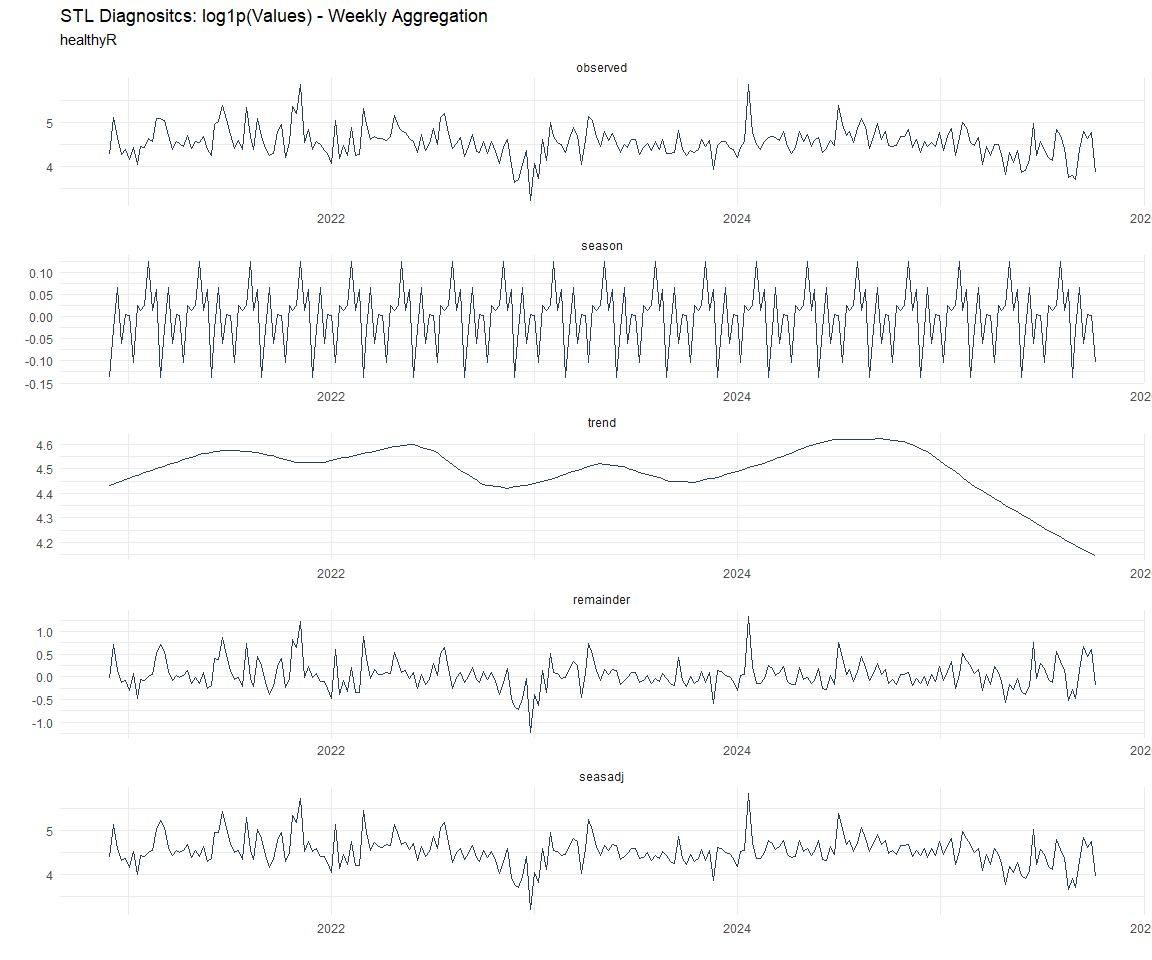 STL Diagnositcs: log1p(Values) - Weekly Aggregation
healthyR
observed
5
4
2022 2024 202
season
0.10
0.05
0.00
-0.05
-0.10
-0.15
2022 2024 202
trend
4.6
4.5
4.4
4.3
4.2
2022 2024 202
remainder
1.0
0.5
0.0
-0.5
-1.0
2022 2024 202
seasadj
5
4
2022 2024 202